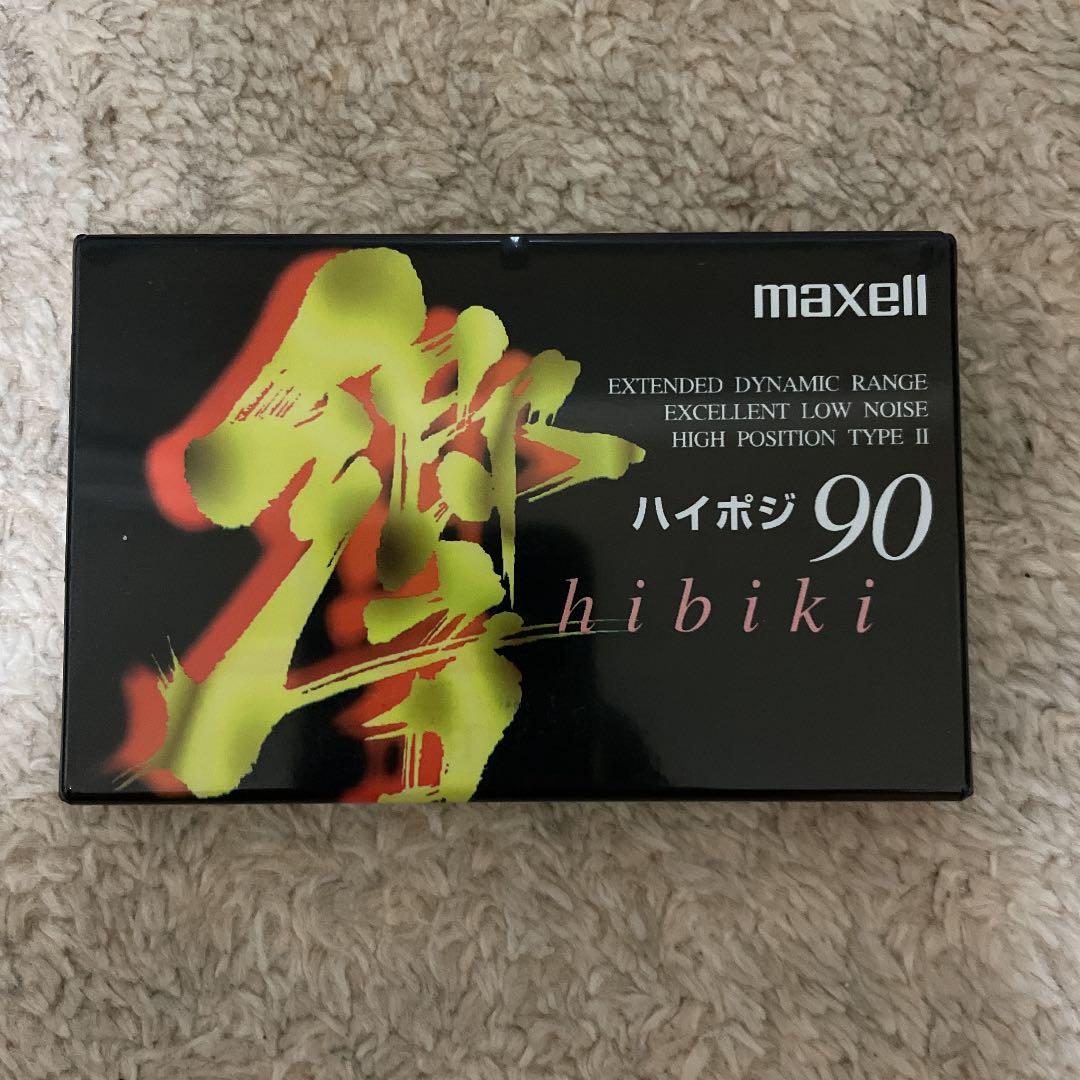 響
maxell
EXTENDED DYNAMIC RANGE
EXCELLENT LOW NOISE
HIGH POSITION TYPE II
ハイポジ 90
hibiki